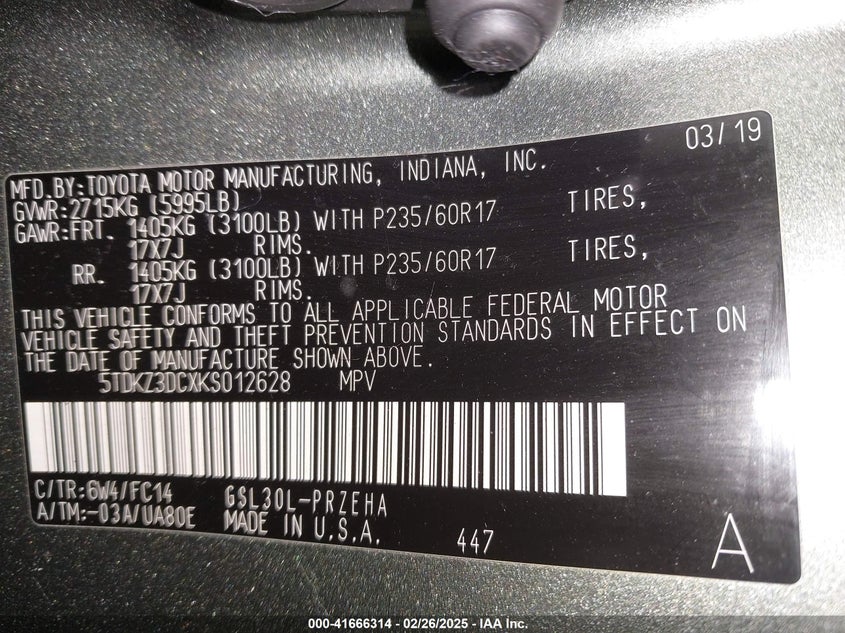 03/19
MFD.BY:TOYOTA MOTOR MANUFACTURING, INDIANA, INC.
GVWR:2715KG (5995LB)
GAWR:FRT. 1405KG (3100LB) WITH P235/60R17 TIRES,
17X7J RIMS.
RR. 1405KG (3100LB) WITH P235/60R17 TIRES,
17X7J RIMS.
THIS VEHICLE CONFORMS TO ALL APPLICABLE FEDERAL MOTOR
VEHICLE SAFETY AND THEFT PREVENTION STANDARDS IN EFFECT ON
THE DATE OF MANUFACTURE SHOWN ABOVE.
5TDKZ3DCXKS012628 MPV
C/TR:6W4/FC14 GSL30L-PRZEHA
A/TM:-03A/UA80E MADE IN U.S.A.
447 A
000-41666314 - 02/26/2025 - IAA Inc.